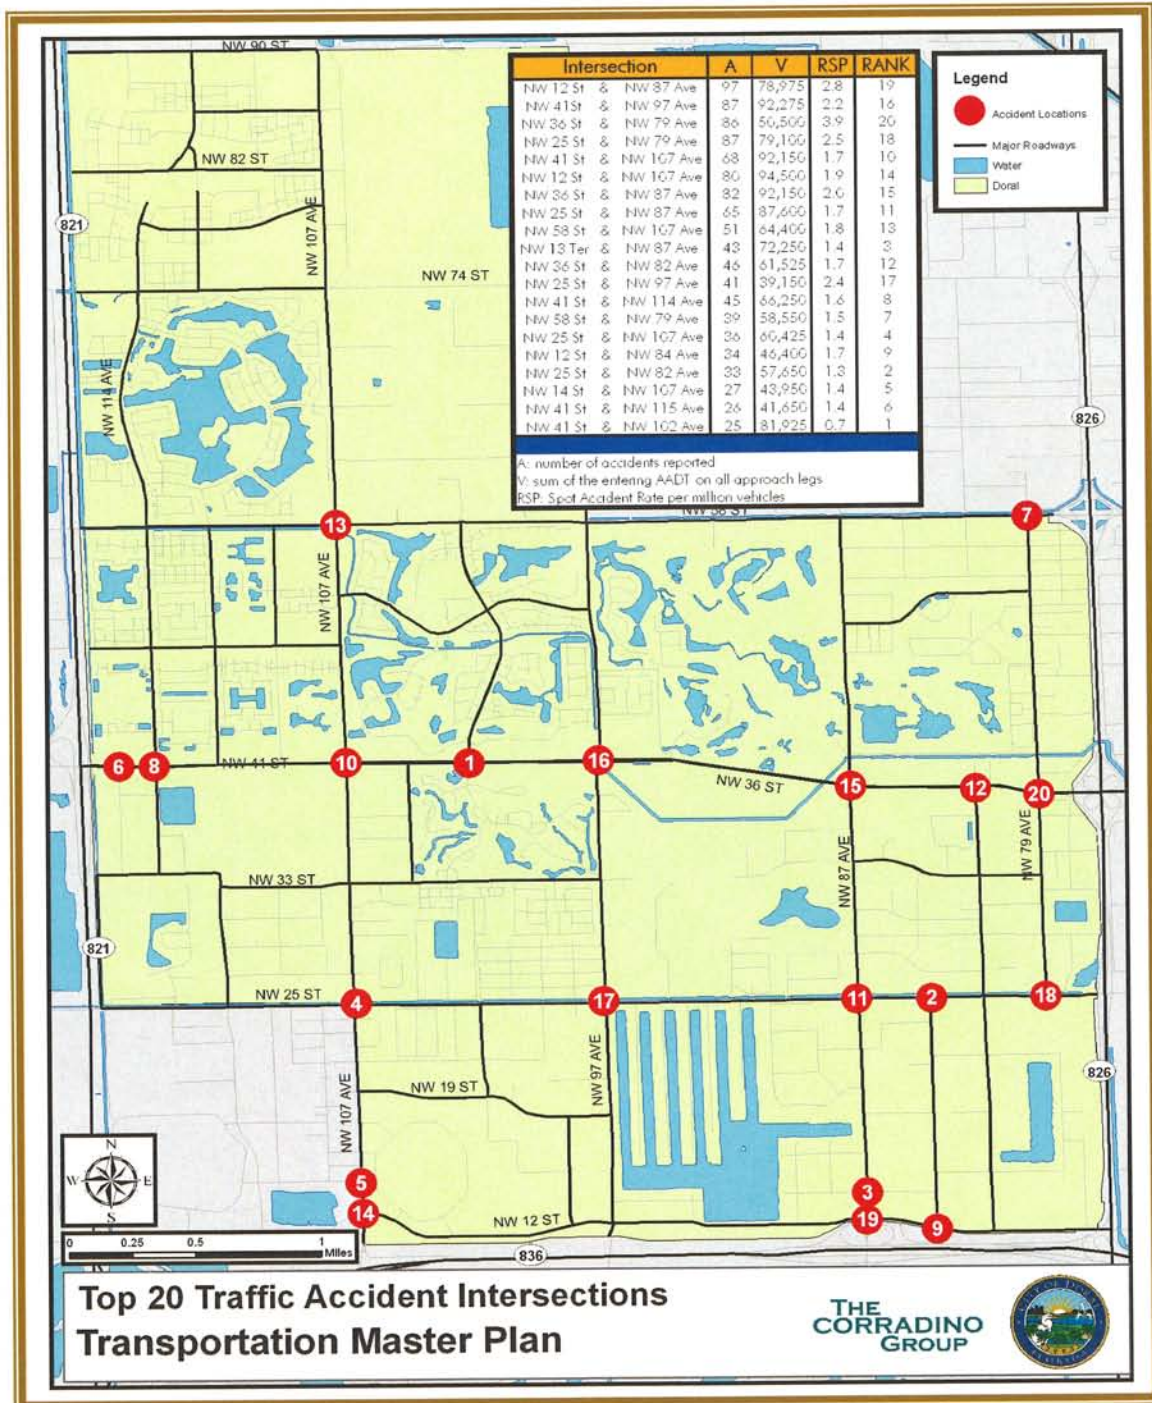 NW 90 ST
Intersection A V RSP RANK
NW 12 St & NW 87 Ave 97 78,975 2.8 19
NW 41St & NW 97 Ave 87 92,275 2.2 16
NW 36 St & NW 79 Ave 86 50,500 3.9 20
NW 25 St & NW 79 Ave 87 79,100 2.5 18
NW 41 St & NW 107 Ave 68 92,150 1.7 10
NW 12 St & NW 107 Ave 80 94,500 1.9 14
NW 36 St & NW 87 Ave 82 92,150 2.0 15
NW 25 St & NW 87 Ave 65 87,600 1.7 11
NW 58 St & NW 107 Ave 51 64,400 1.8 13
NW 13 Ter & NW 87 Ave 43 72,250 1.4 3
NW 36 St & NW 82 Ave 46 61,525 1.7 12
NW 25 St & NW 97 Ave 41 39,150 2.4 17
NW 41 St & NW 114 Ave 45 66,250 1.6 8
NW 58 St & NW 79 Ave 39 58,550 1.5 7
NW 25 St & NW 107 Ave 36 60,425 1.4 4
NW 12 St & NW 84 Ave 34 46,400 1.7 9
NW 25 St & NW 82 Ave 33 57,650 1.3 2
NW 14 St & NW 107 Ave 27 43,950 1.4 5
NW 41 St & NW 115 Ave 26 41,650 1.4 6
NW 41 St & NW 102 Ave 25 81,925 0.7 1
A: number of accidents reported
V: sum of the entering AADT on all approach legs
RSP: Spot Accident Rate per million vehicles
Legend
Accident Locations
Major Roadways
Water
Doral
NW 82 ST
821
NW 107 AVE
NW 74 ST
NW 114 AVE
826
NW 58 ST
13
7
NW 107 AVE
6
8
NW 41 ST
10
1
16
NW 36 ST
15
12
20
NW 79 AVE
NW 87 AVE
NW 33 ST
821
NW 25 ST
4
17
11
2
18
NW 97 AVE
NW 19 ST
NW 107 AVE
826
N
W E
S
5
14
3
19
9
NW 12 ST
836
0 0.25 0.5 1
Miles
Top 20 Traffic Accident Intersections
Transportation Master Plan
THE
CORRADINO
GROUP